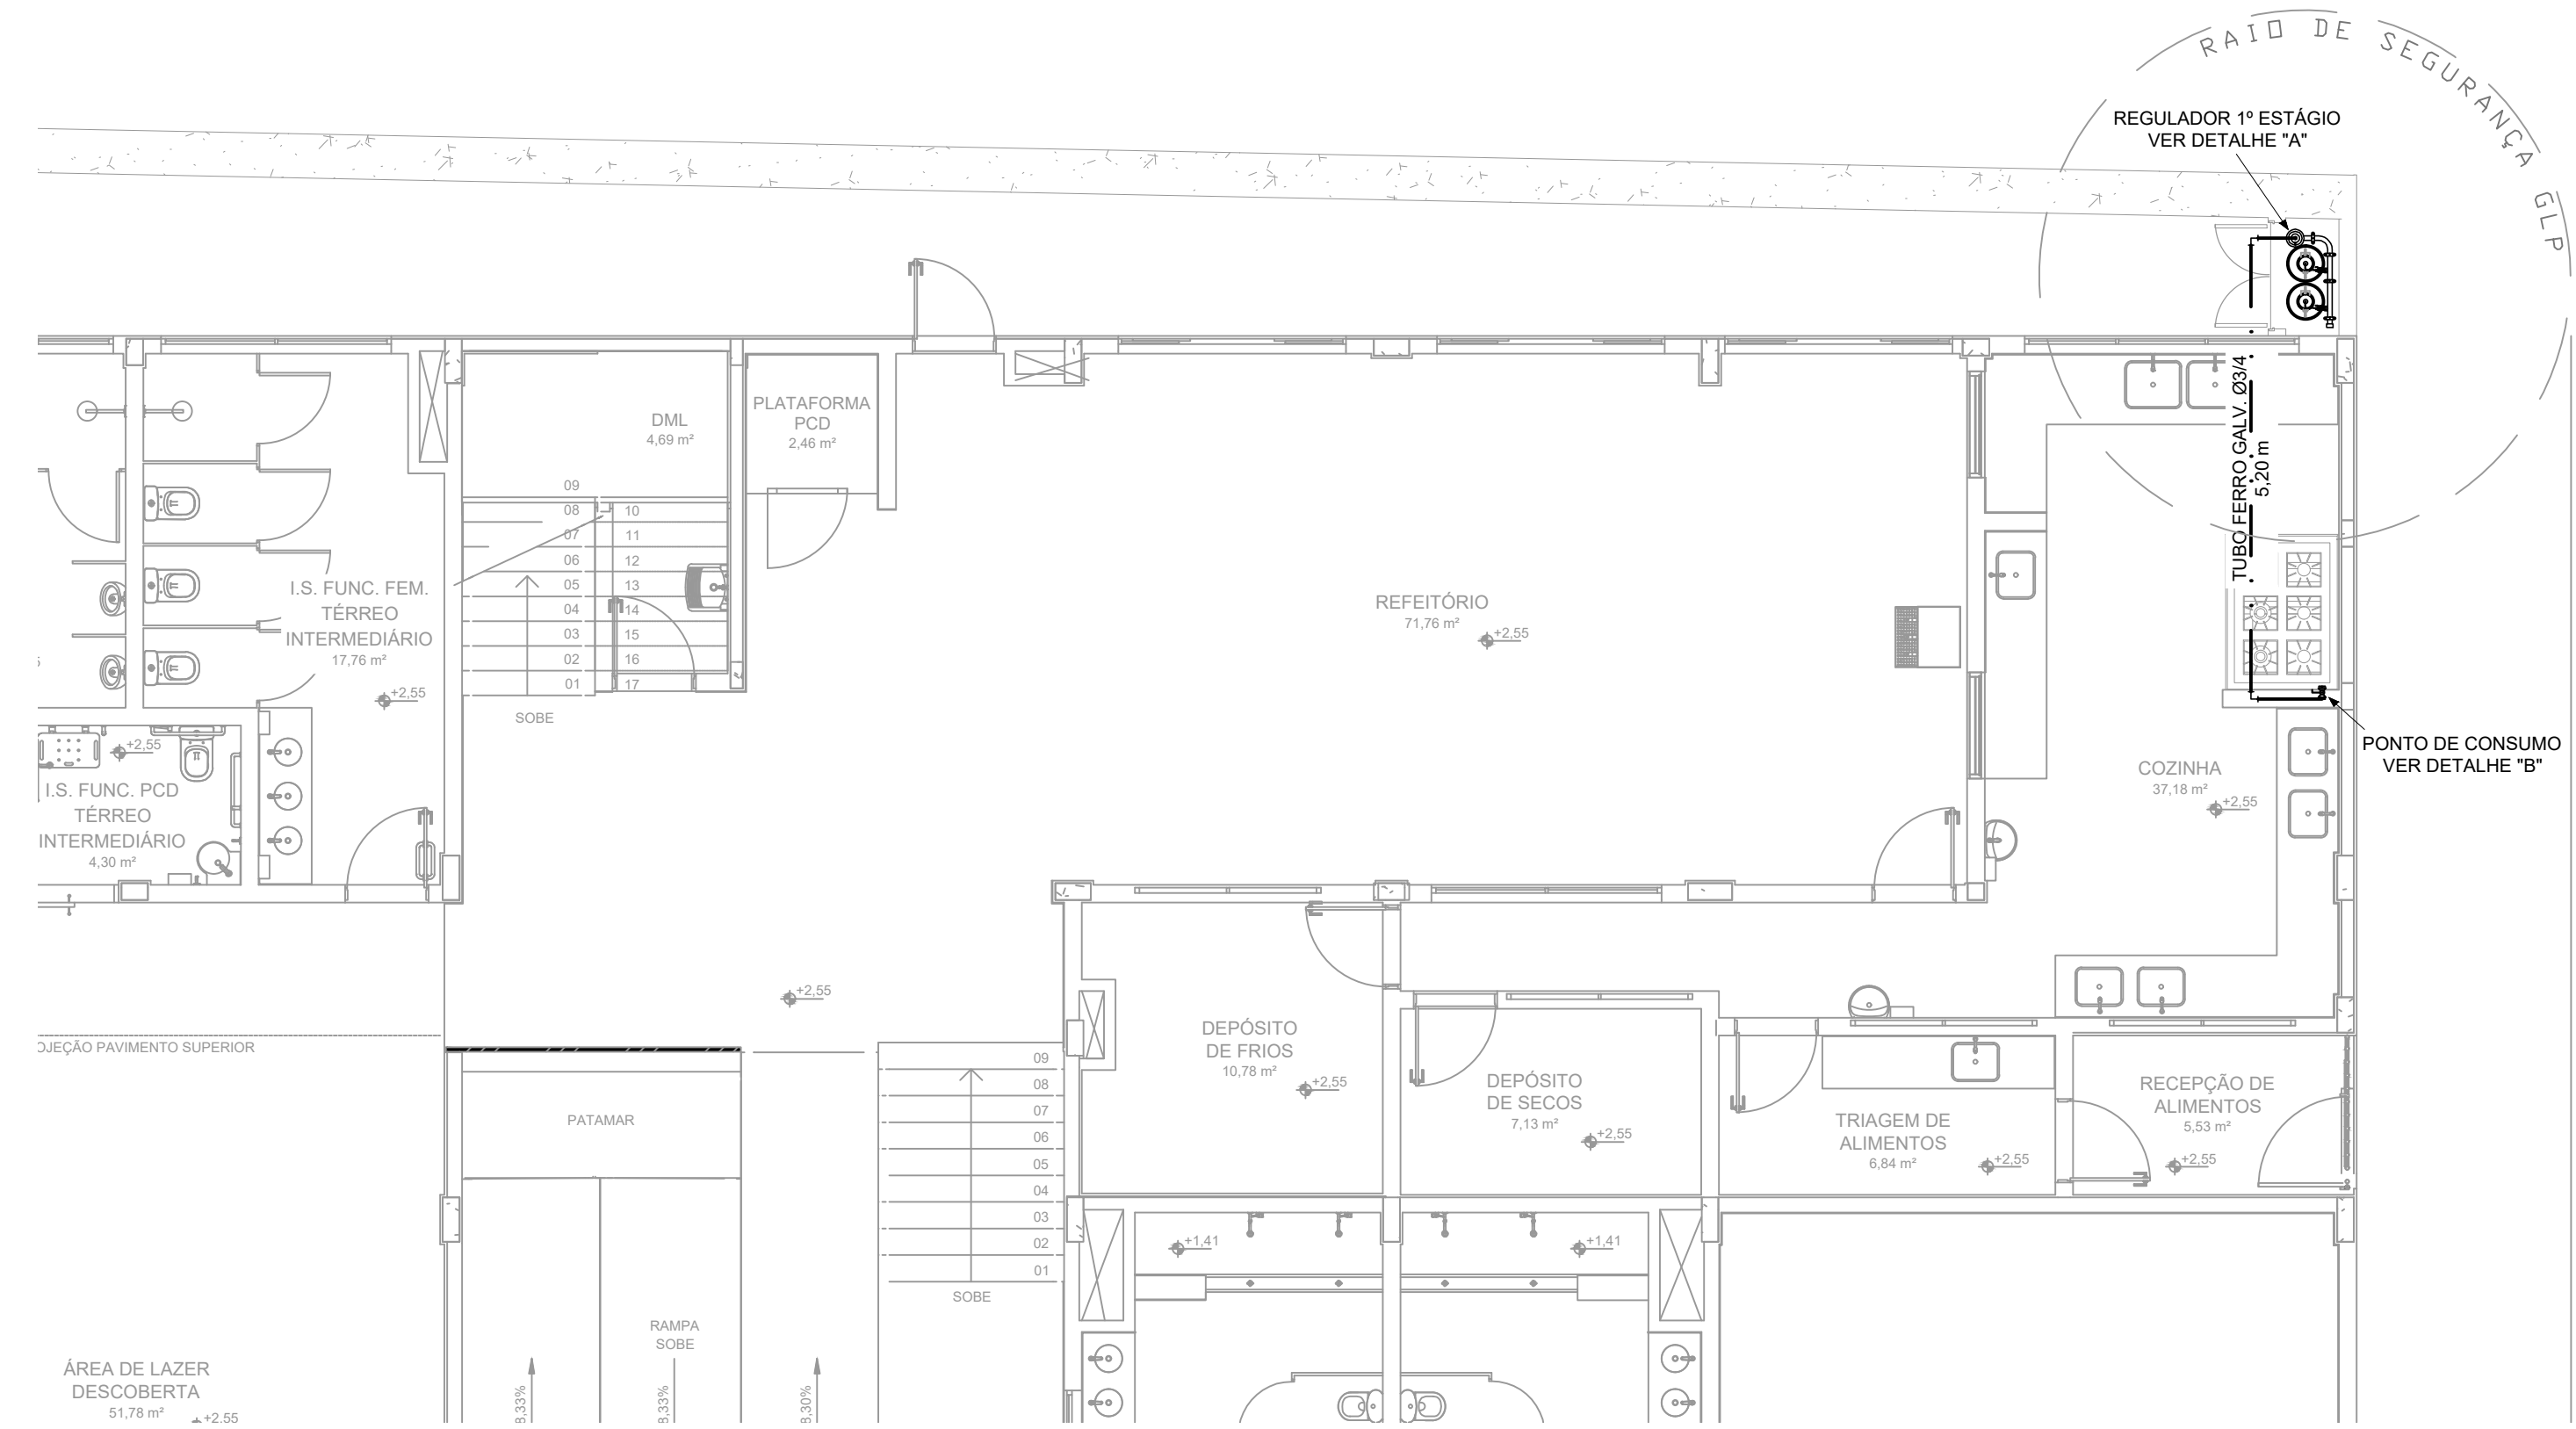 RAIO DE SEGURANÇA GLP
REGULADOR 1º ESTÁGIO
VER DETALHE "A"
TUBO FERRO GALV. Ø3/4
5,20 m
PONTO DE CONSUMO
VER DETALHE "B"
DML
4,69 m²
PLATAFORMA
PCD
2,46 m²
09
08
07
06
05
04
03
02
01
10
11
12
13
14
15
16
17
SOBE
I.S. FUNC. FEM.
TÉRREO
INTERMEDIÁRIO
17,76 m²
+2,55
REFEITÓRIO
71,76 m²
+2,55
+2,55
I.S. FUNC. PCD
TÉRREO
INTERMEDIÁRIO
4,30 m²
COZINHA
37,18 m²
+2,55
+2,55
OJEÇÃO PAVIMENTO SUPERIOR
DEPÓSITO
DE FRIOS
10,78 m²
+2,55
DEPÓSITO
DE SECOS
7,13 m²
+2,55
TRIAGEM DE
ALIMENTOS
6,84 m²
+2,55
RECEPÇÃO DE
ALIMENTOS
5,53 m²
+2,55
PATAMAR
09
08
07
06
05
04
03
02
01
SOBE
+1,41
+1,41
RAMPA
SOBE
8,33%
8,33%
8,30%
ÁREA DE LAZER
DESCOBERTA
51,78 m²
+2,55